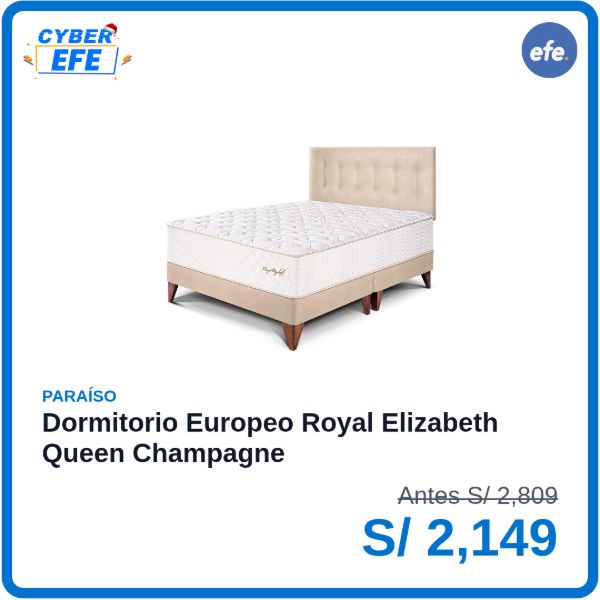 CYBER
EFE
efe.
PARAÍSO
Dormitorio Europeo Royal Elizabeth
Queen Champagne
Antes S/ 2,809
S/ 2,149